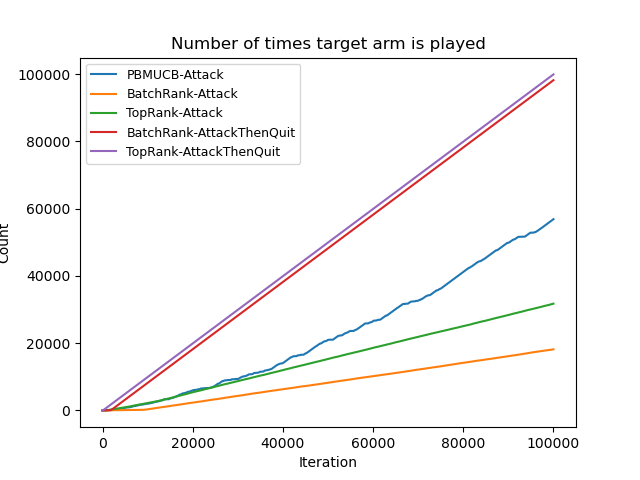 Number of times target arm is played
100000
80000
60000
40000
20000
0
Count
PBMUCB-Attack
BatchRank-Attack
TopRank-Attack
BatchRank-AttackThenQuit
TopRank-AttackThenQuit
0 20000 40000 60000 80000 100000
Iteration